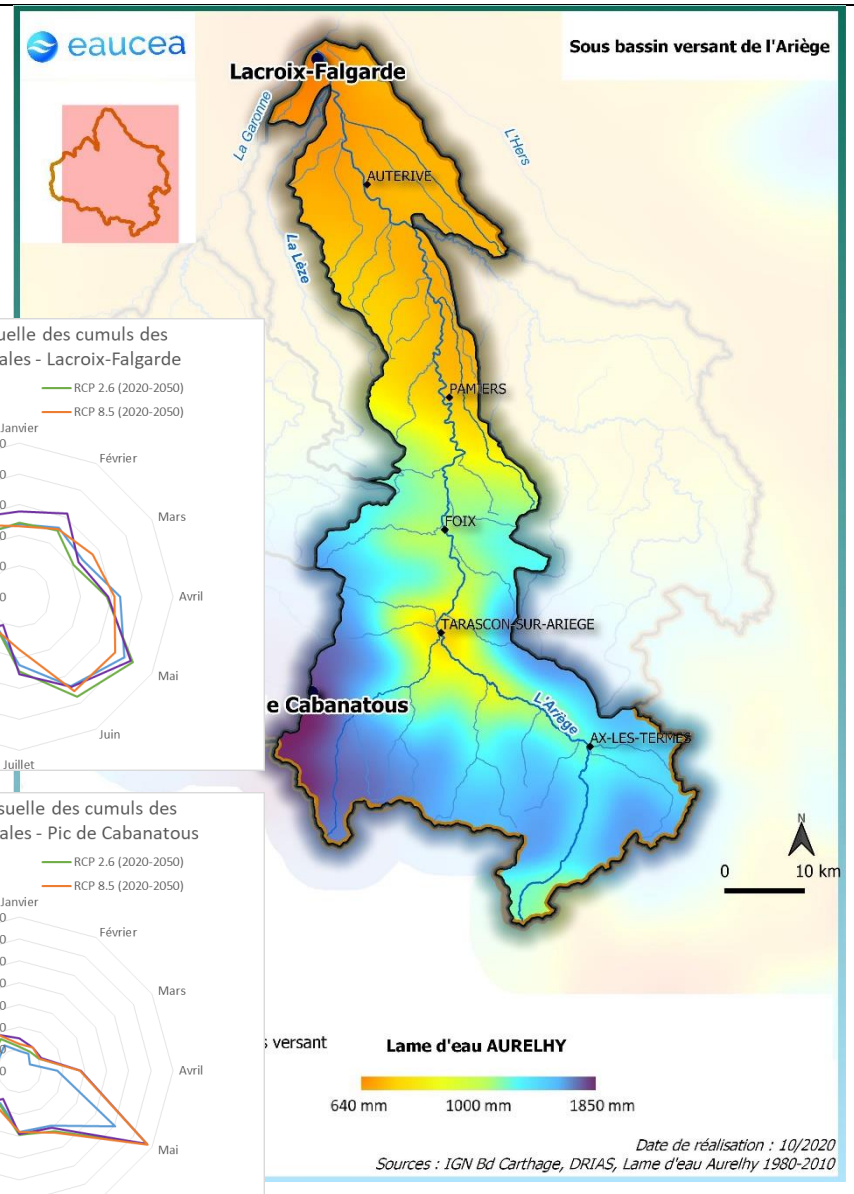 eaucea
Sous bassin versant de l'Ariège
Lacroix-Falgarde
La Garonne
L'Hers
AUTERIVE
La Lèze
uelle des cumuls des
ales - Lacroix-Falgarde
RCP 2.6 (2020-2050)
RCP 8.5 (2020-2050)
Janvier
Février
Mars
Avril
Mai
Juin
Juillet
PAMIERS
FOIX
TARASCON-SUR-ARIEGE
e Cabanatous
L'Ariège
AX-LES-TERMES
N
0 10 km
suelle des cumuls des
ales - Pic de Cabanatous
RCP 2.6 (2020-2050)
RCP 8.5 (2020-2050)
Janvier
Février
Mars
Avril
Mai
s versant
Lame d'eau AURELHY
640 mm 1000 mm 1850 mm
Date de réalisation : 10/2020
Sources : IGN Bd Carthage, DRIAS, Lame d'eau Aurelhy 1980-2010